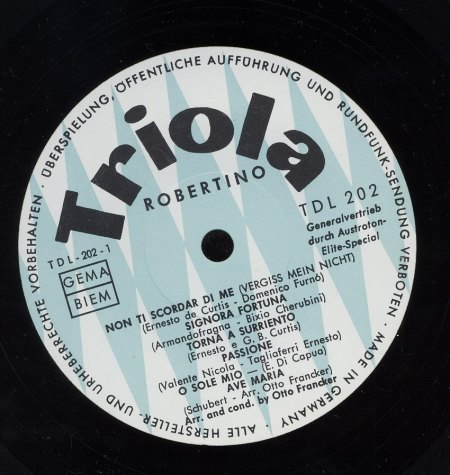 ALLE HERSTELLER- UND URHEBERRECHTE VORBEHALTEN · ÜBERSPIELUNG, ÖFFENTLICHE AUFFÜHRUNG UND RUNDFUNK-SENDUNG VERBOTEN · MADE IN GERMANY ·
Triola
ROBERTINO
TDL 202
Generalvertrieb
durch Austroton-
Elite-Special
TDL-202-1
GEMA
BIEM
NON TI SCORDAR DI ME (VERGISS MEIN NICHT)
(Ernesto de Curtis - Domenico Furnó)
SIGNORA FORTUNA
(Armandofragna - Bixio Cherubini)
TORNA A SURRIENTO
(Ernesto e G. B. Curtis)
PASSIONE
(Valente Nicola - Tagliaferri Ernesto)
O SOLE MIO — (E. Di Capua)
AVE MARIA
(Schubert - Arr. Otto Francker)
Arr. and cond. by Otto Francker